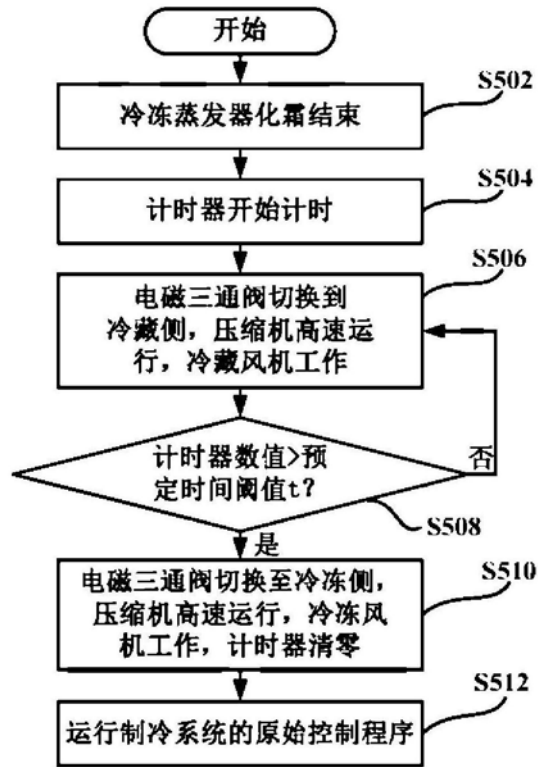 开始
S502
冷冻蒸发器化霜结束
S504
计时器开始计时
S506
电磁三通阀切换到
冷藏侧，压缩机高速运
行，冷藏风机工作
计时器数值>预
定时间阈值t？
否
S508
是
S510
电磁三通阀切换至冷冻侧，
压缩机高速运行，冷冻风
机工作，计时器清零
S512
运行制冷系统的原始控制程序